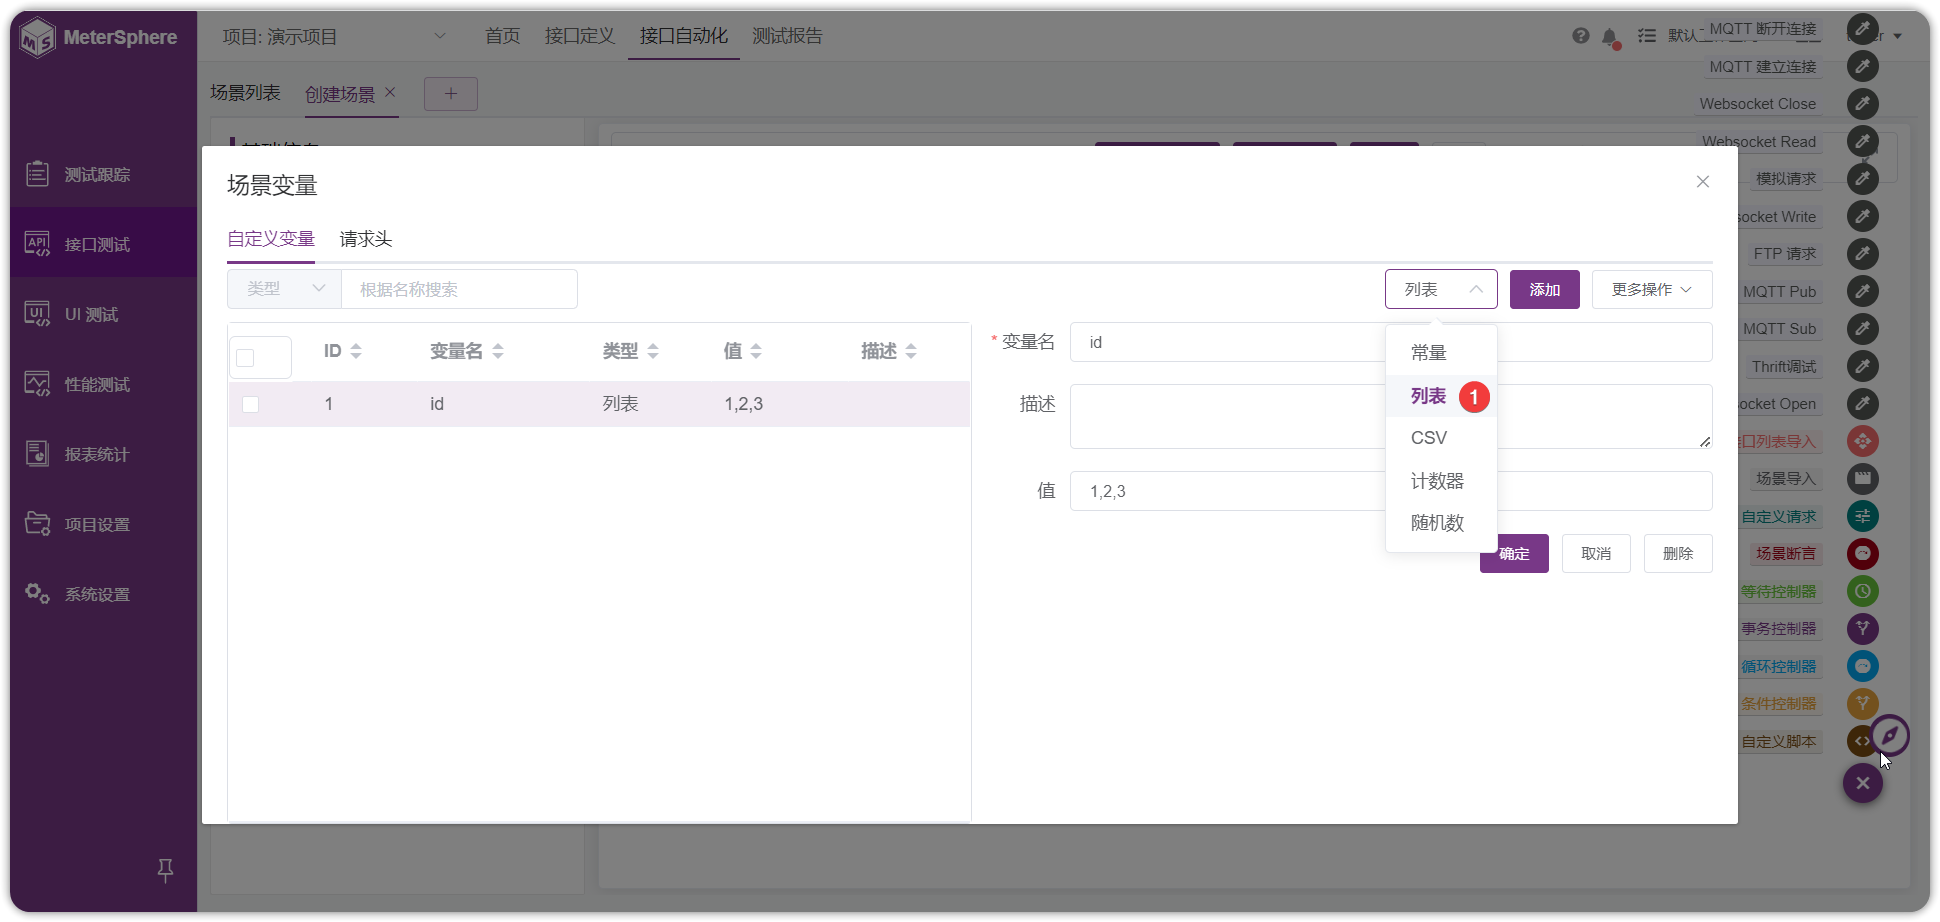 MeterSphere
项目: 演示项目
首页
接口定义
接口自动化
测试报告
场景列表
创建场景
测试跟踪
接口测试
UI 测试
性能测试
报表统计
项目设置
系统设置
场景变量
自定义变量
请求头
类型
根据名称搜索
列表
添加
更多操作
ID
变量名
类型
值
描述
1
id
列表
1,2,3
* 变量名
id
描述
值
1,2,3
常量
列表
1
CSV
计数器
随机数
确定
取消
删除
MQTT 断开连接
MQTT 建立连接
Websocket Close
Websocket Read
模拟请求
ocket Write
FTP 请求
MQTT Pub
MQTT Sub
Thrift调试
ocket Open
口列表导入
场景导入
自定义请求
场景断言
等待控制器
事务控制器
循环控制器
条件控制器
自定义脚本